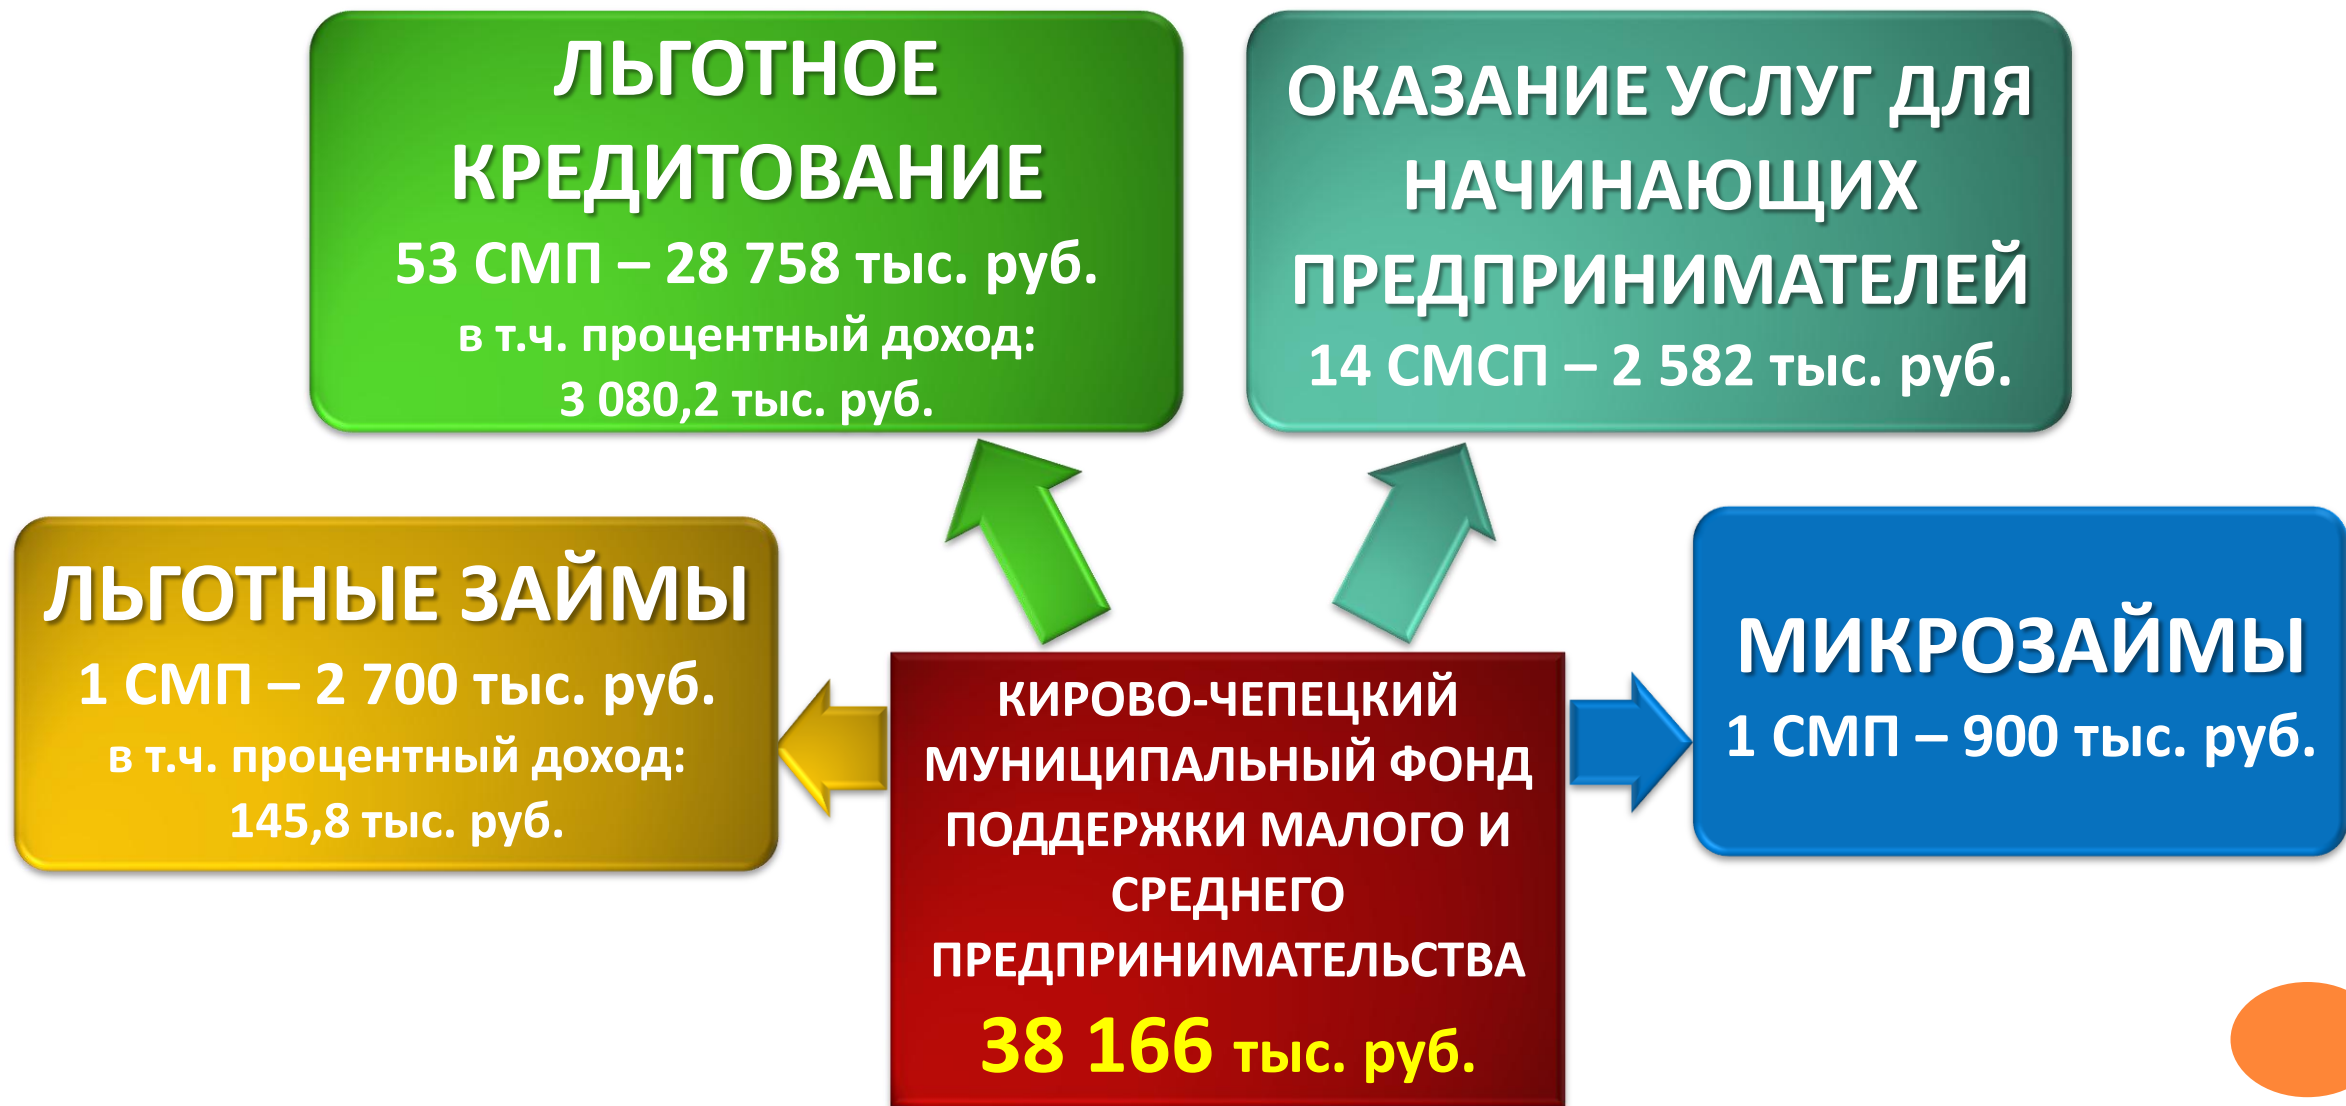 ЛЬГОТНОЕ
КРЕДИТОВАНИЕ
53 СМП – 28 758 тыс. руб.
в т.ч. процентный доход:
3 080,2 тыс. руб.
ОКАЗАНИЕ УСЛУГ ДЛЯ
НАЧИНАЮЩИХ
ПРЕДПРИНИМАТЕЛЕЙ
14 СМСП – 2 582 тыс. руб.
ЛЬГОТНЫЕ ЗАЙМЫ
1 СМП – 2 700 тыс. руб.
в т.ч. процентный доход:
145,8 тыс. руб.
КИРОВО-ЧЕПЕЦКИЙ
МУНИЦИПАЛЬНЫЙ ФОНД
ПОДДЕРЖКИ МАЛОГО И
СРЕДНЕГО
ПРЕДПРИНИМАТЕЛЬСТВА
38 166 тыс. руб.
МИКРОЗАЙМЫ
1 СМП – 900 тыс. руб.